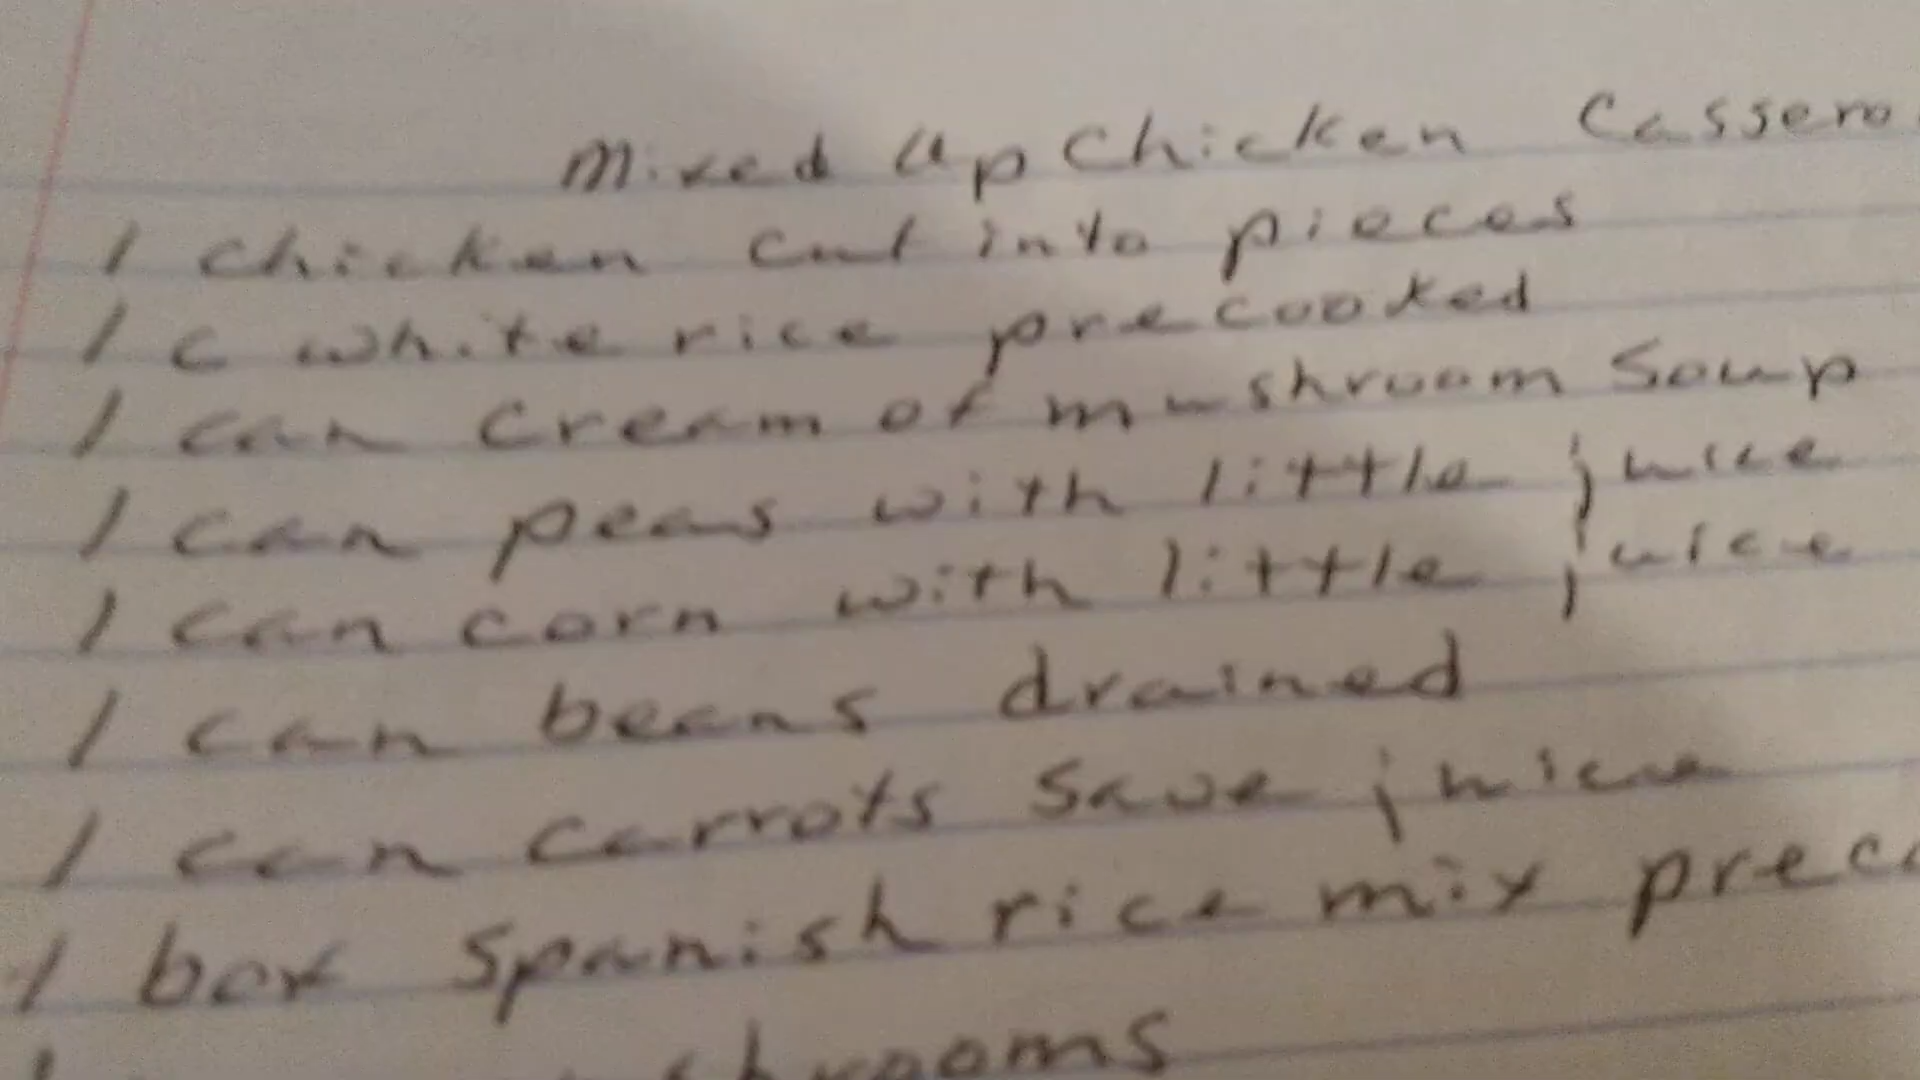 Mixed Up Chicken Cassero
1 chicken cut into pieces
1 c white rice precooked
1 can cream of mushroom soup
1 can peas with little juice
1 can corn with little juice
1 can beans drained
1 can carrots save juice
1 box Spanish rice mix prec